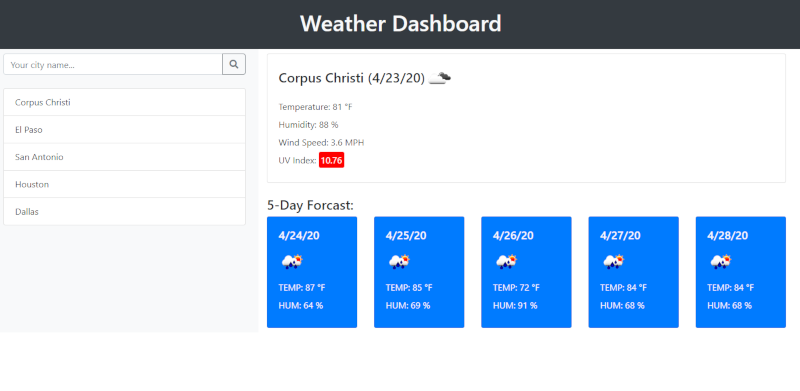 Weather Dashboard
Your city name...
Corpus Christi
El Paso
San Antonio
Houston
Dallas
Corpus Christi (4/23/20)
Temperature: 81 °F
Humidity: 88 %
Wind Speed: 3.6 MPH
UV Index: 10.76
5-Day Forcast:
4/24/20
TEMP: 87 °F
HUM: 64 %
4/25/20
TEMP: 85 °F
HUM: 69 %
4/26/20
TEMP: 72 °F
HUM: 91 %
4/27/20
TEMP: 84 °F
HUM: 68 %
4/28/20
TEMP: 84 °F
HUM: 68 %